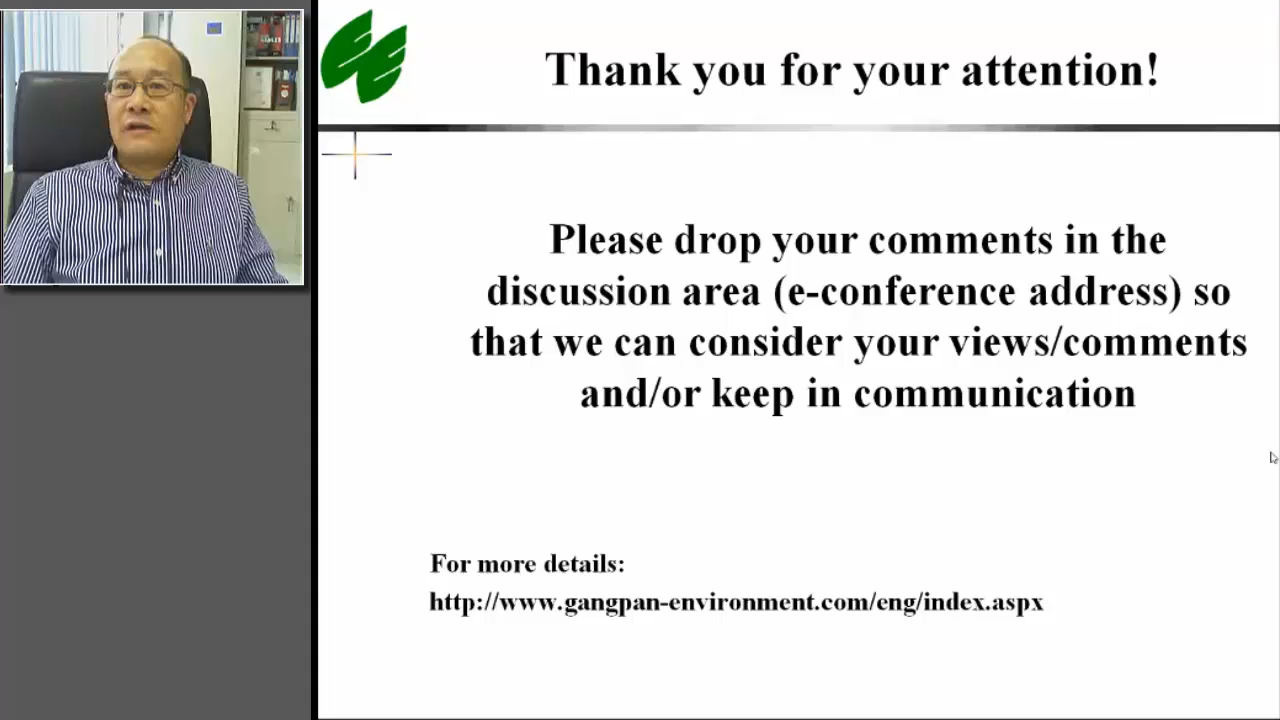 Thank you for your attention!
Please drop your comments in the
discussion area (e-conference address) so
that we can consider your views/comments
and/or keep in communication
For more details:
http://www.gangpan-environment.com/eng/index.aspx